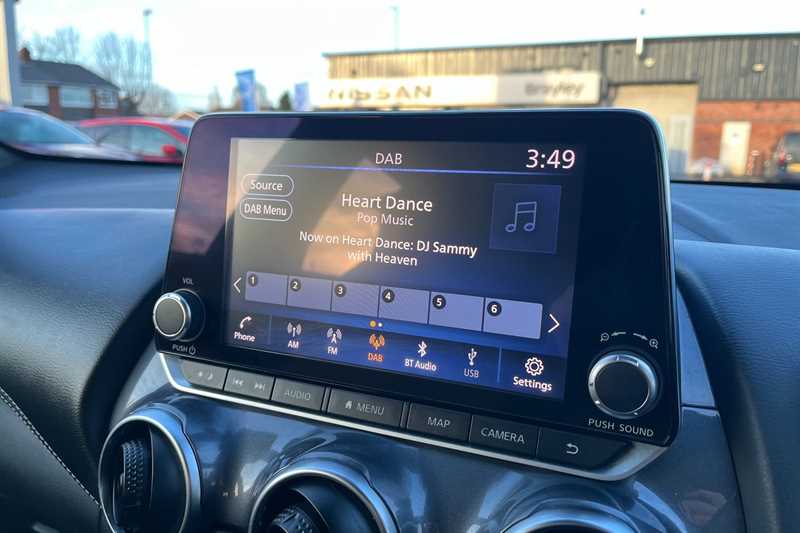 NISSAN
Brayley
DAB
3:49
Source
DAB Menu
Heart Dance
Pop Music
Now on Heart Dance: DJ Sammy
with Heaven
1 2 3 4 5 6
Phone
AM
FM
DAB
BT Audio
USB
Settings
VOL
PUSH
PUSH SOUND
AUDIO
MENU
MAP
CAMERA